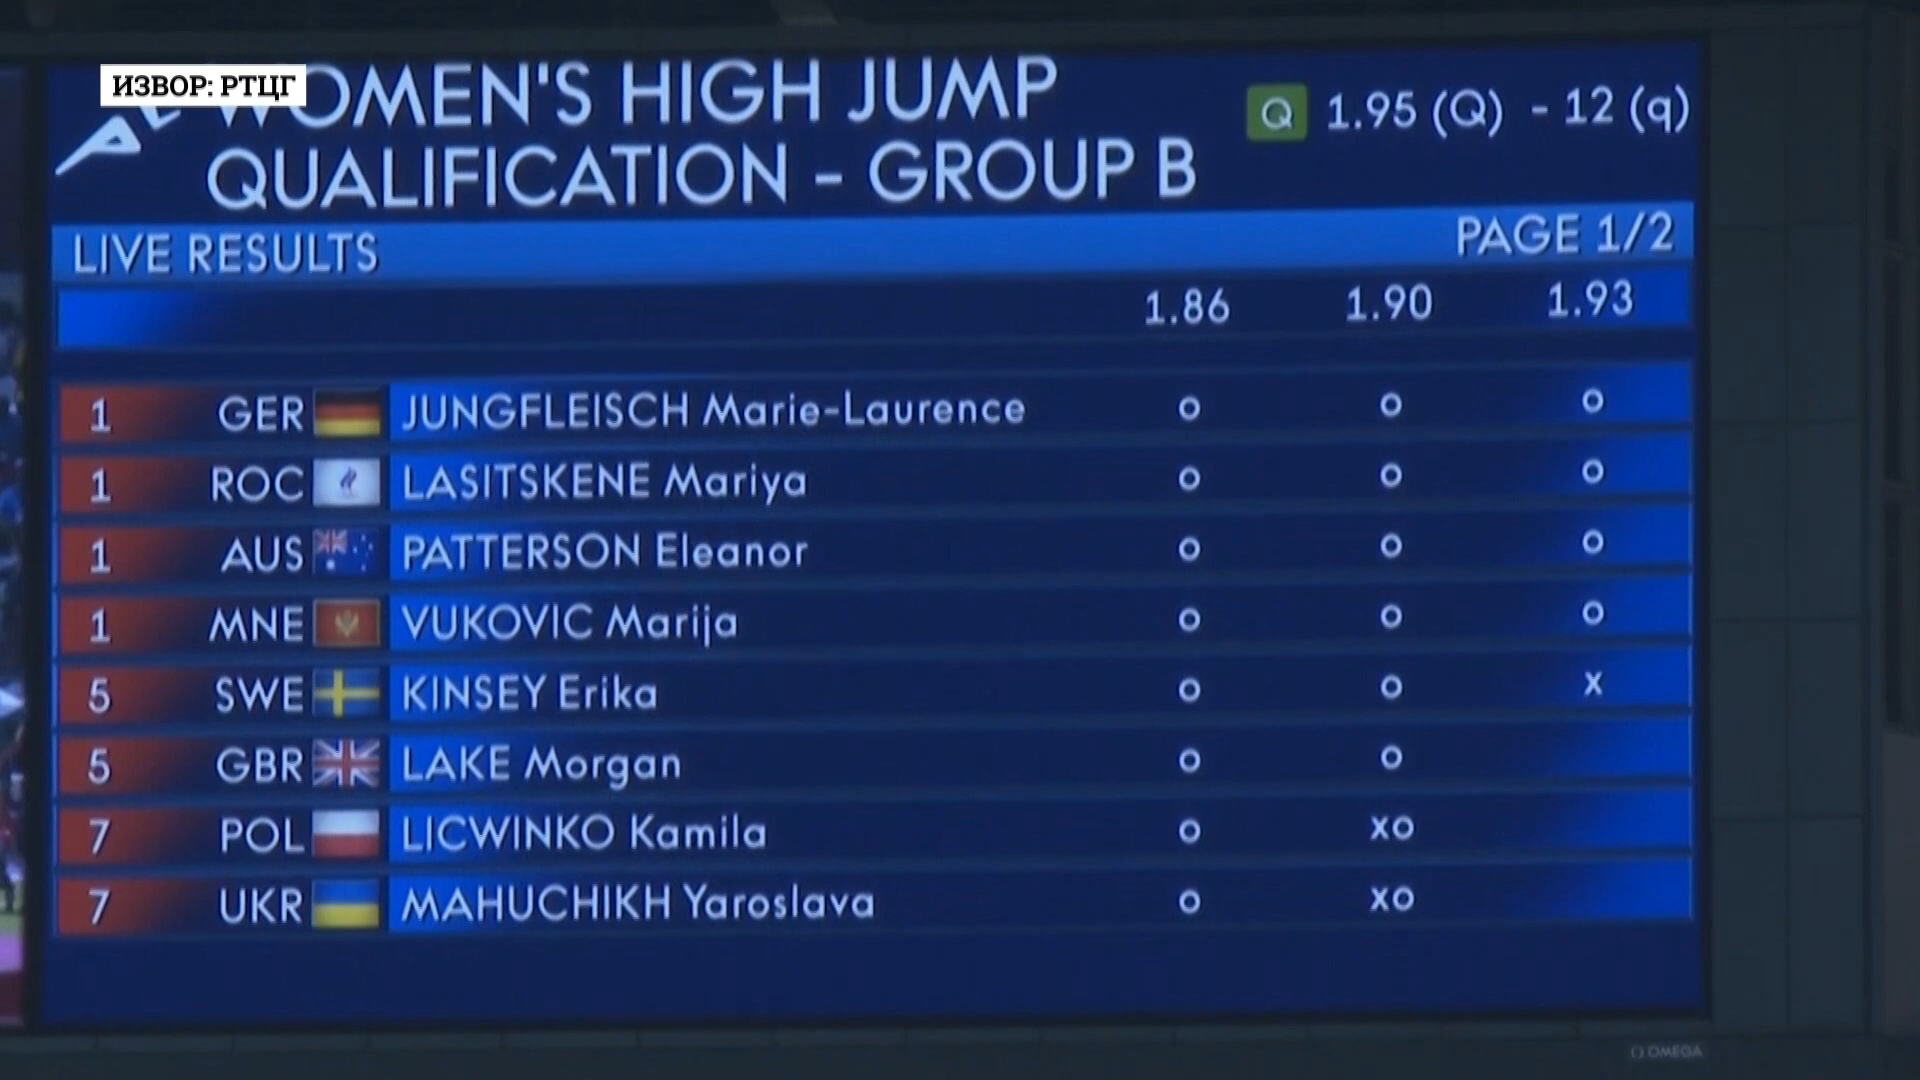 ИЗВОР: РТЦГ
WOMEN'S HIGH JUMP
QUALIFICATION - GROUP B
Q 1.95 (Q) - 12 (q)
LIVE RESULTS PAGE 1/2
1.86 1.90 1.93
1 GER JUNGFLEISCH Marie-Laurence o o o
1 ROC LASITSKENE Mariya o o o
1 AUS PATTERSON Eleanor o o o
1 MNE VUKOVIC Marija o o o
5 SWE KINSEY Erika o o x
5 GBR LAKE Morgan o o
7 POL LICWINKO Kamila o xo
7 UKR MAHUCHIKH Yaroslava o xo
OMEGA